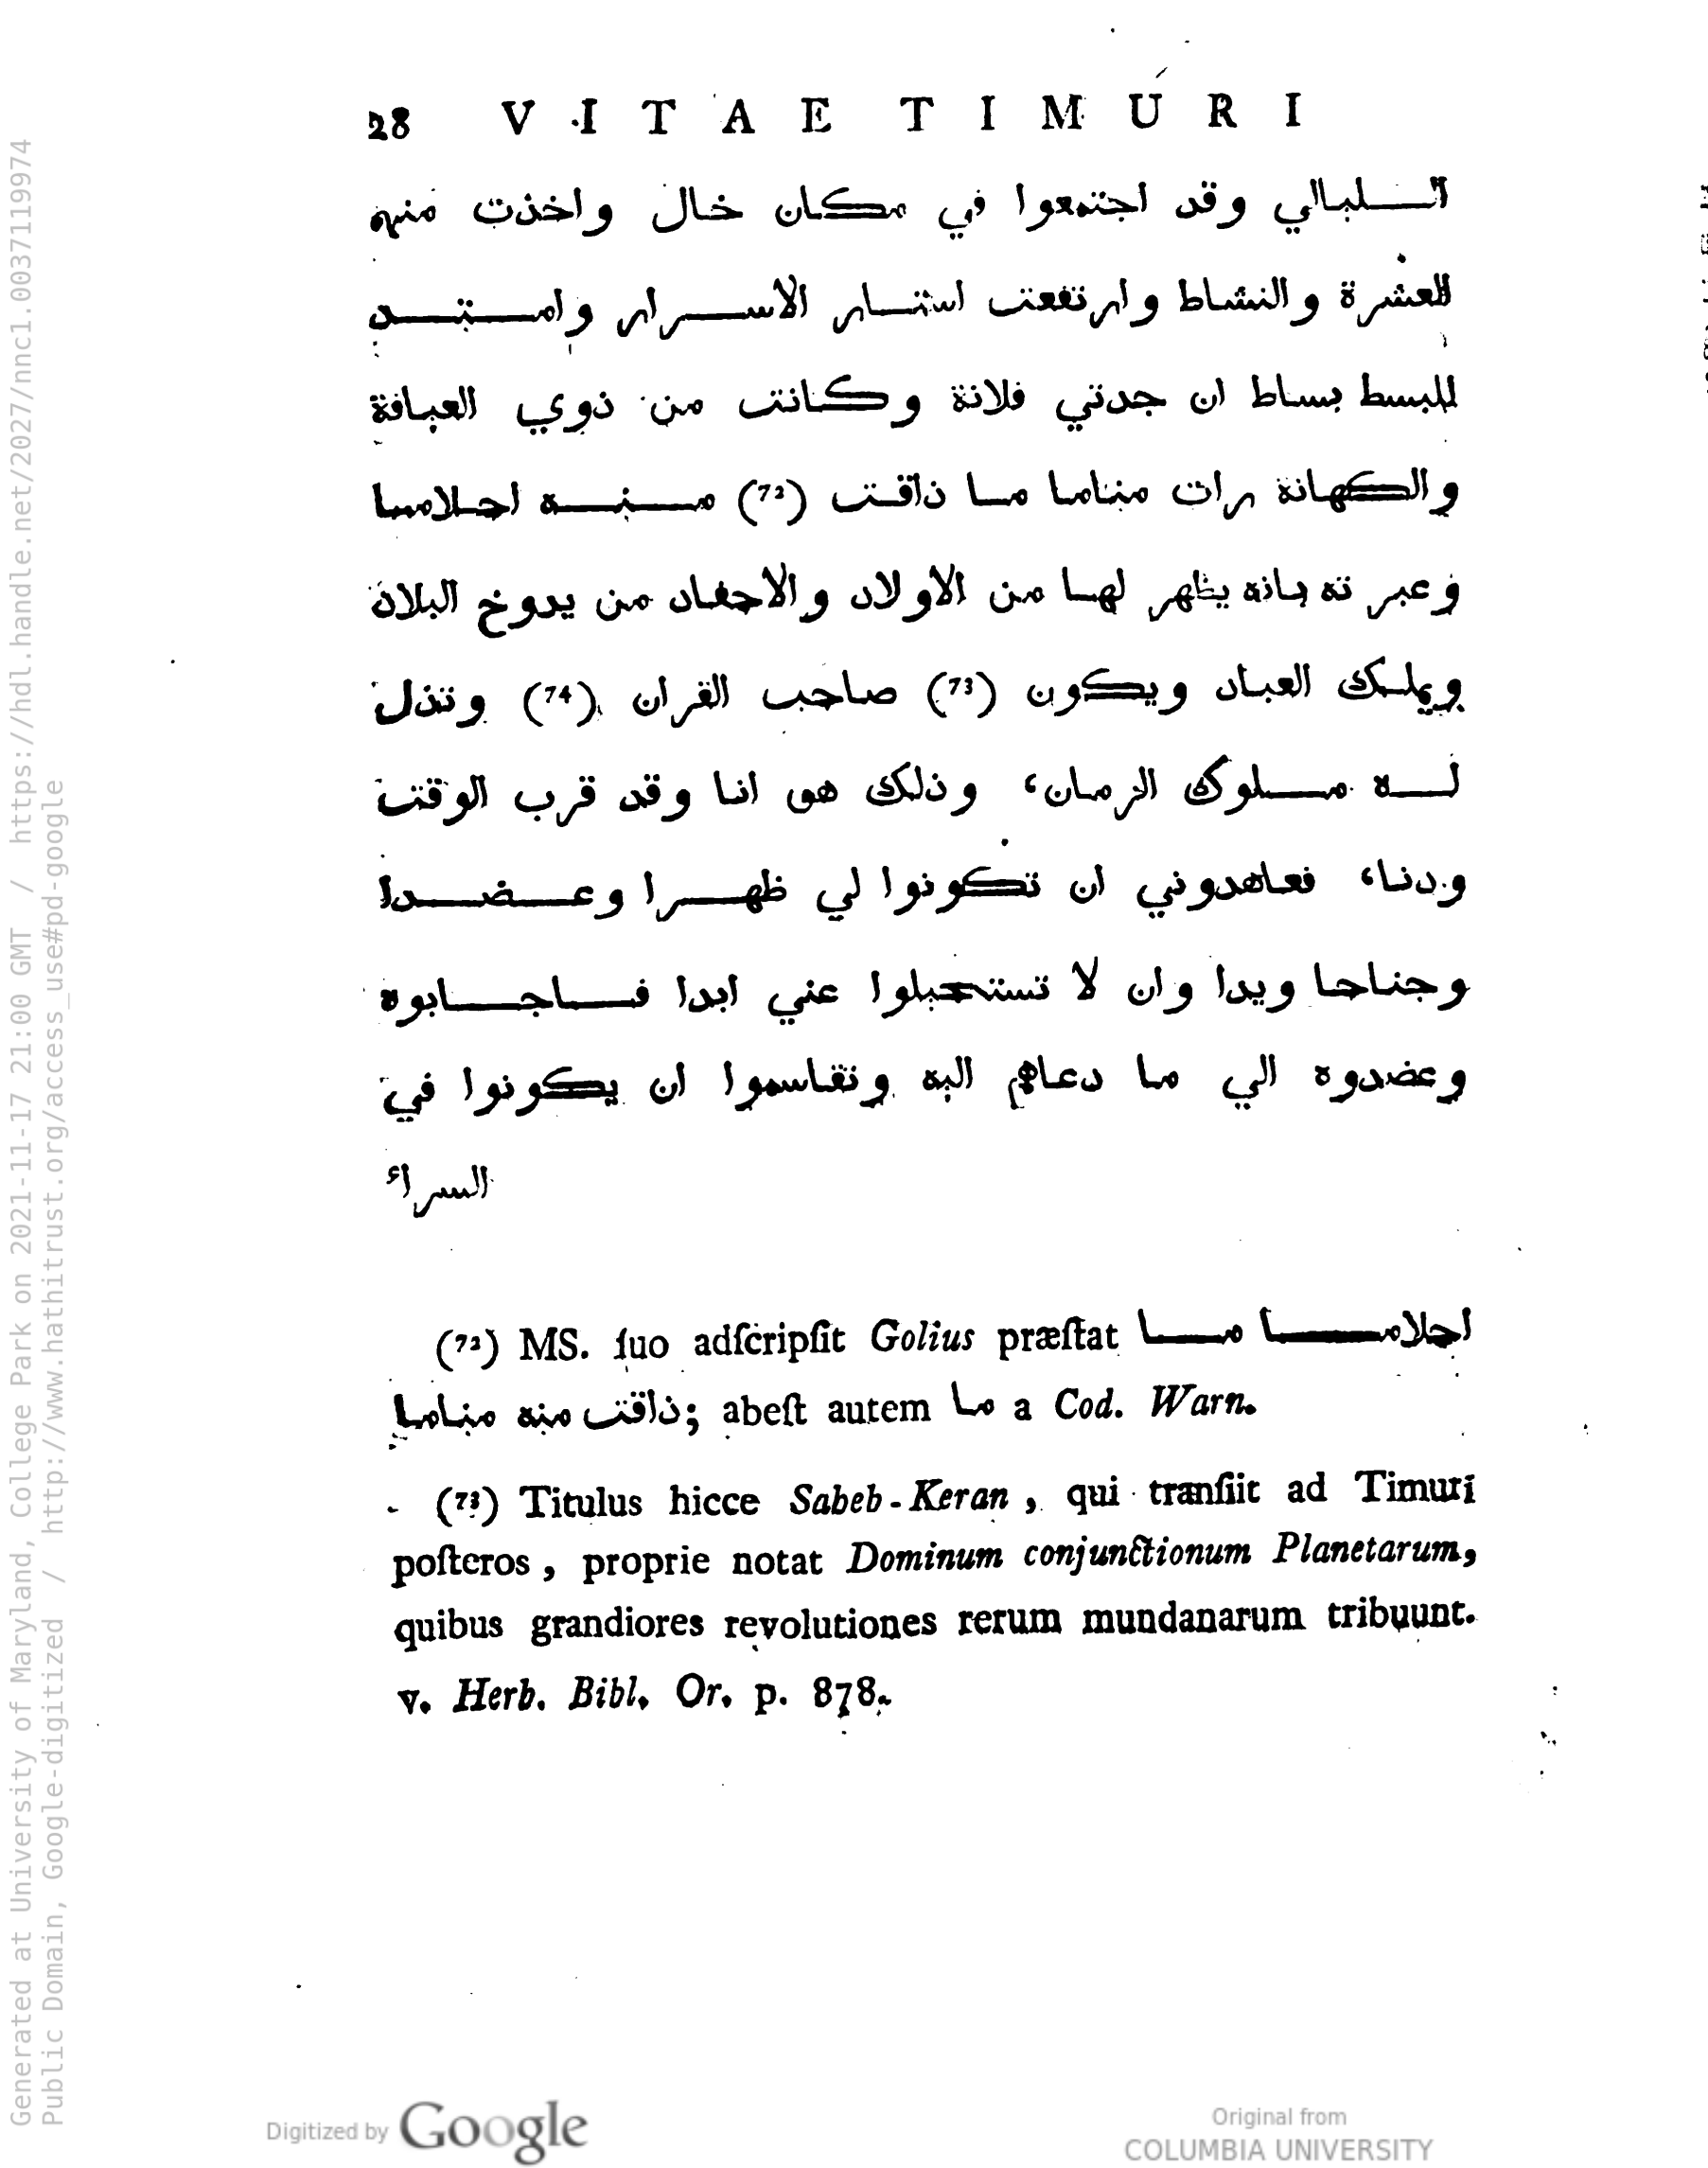 28 VITAE TIMURI
الليالي وقد اجتمعوا في مكان خال واخذت منهم
العشرة والنشاط وارتفعت استار الاسرار وامتد
للبسط بساط ان جدتي فلانة وكانت من ذوي العيافة
والكهانة رات مناما ما ذاقت (72) منه احلاما
وعبر ته بانه يظهر لها من الاولاد والاحفاد من يدوخ البلاد
ويملك العباد ويكون (73) صاحب القران (74) وتذل
له ملوك الزمان، وذلك هو انا وقد قرب الوقت
ودنا، فعاهدوني ان تكونوا لي ظهرا وعضدا
وجناحا ويدا وان لا تستحيلوا عني ابدا فاجابوه
وعضدوه الي ما دعاهم اليه وتقاسموا ان يكونوا في
السراء
(72) MS. suo adſcripſit Golius præſtat احلاما ما
ذاقت منه مناما; abeſt autem ما a Cod. Warn.
(73) Titulus hicce Sabeb-Keran, qui tranſiit ad Timuri
poſteros, proprie notat Dominum conjunctionum Planetarum,
quibus grandiores revolutiones rerum mundanarum tribuunt.
v. Herb. Bibl. Or. p. 878.
Generated at University of Maryland, College Park on 2021-11-17 21:00 GMT / https://hdl.handle.net/2027/nnc1.0037119974
Public Domain, Google-digitized / http://www.hathitrust.org/access_use#pd-google
Digitized by Google
Original from
COLUMBIA UNIVERSITY